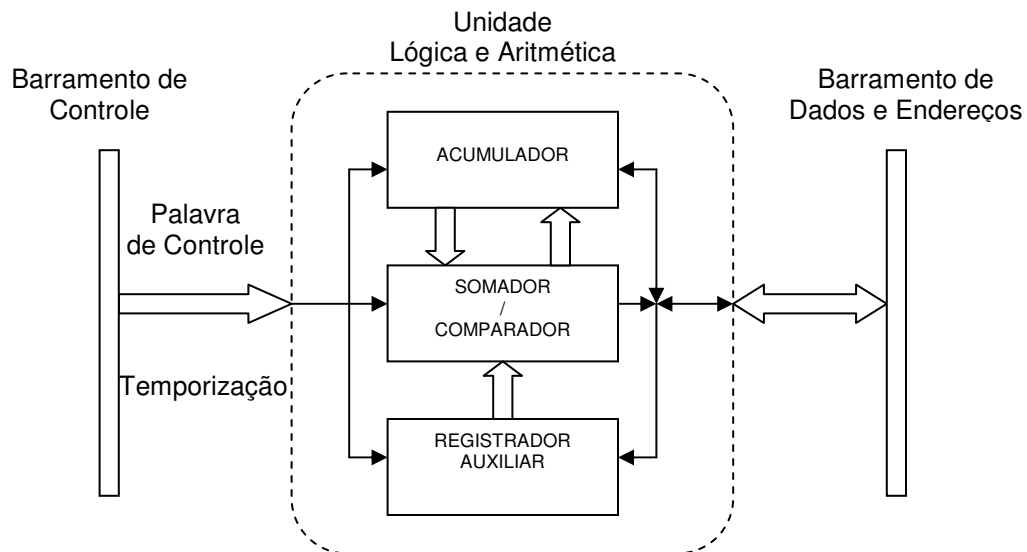 Unidade
Lógica e Aritmética
Barramento de
Controle
Barramento de
Dados e Endereços
ACUMULADOR
Palavra
de Controle
SOMADOR
/
COMPARADOR
Temporização
REGISTRADOR
AUXILIAR